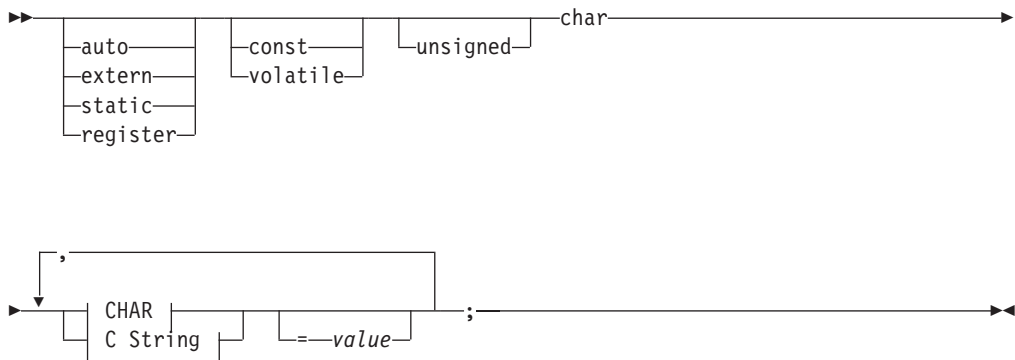 char
auto const unsigned
extern volatile
static
register
,
CHAR ;
C String = value